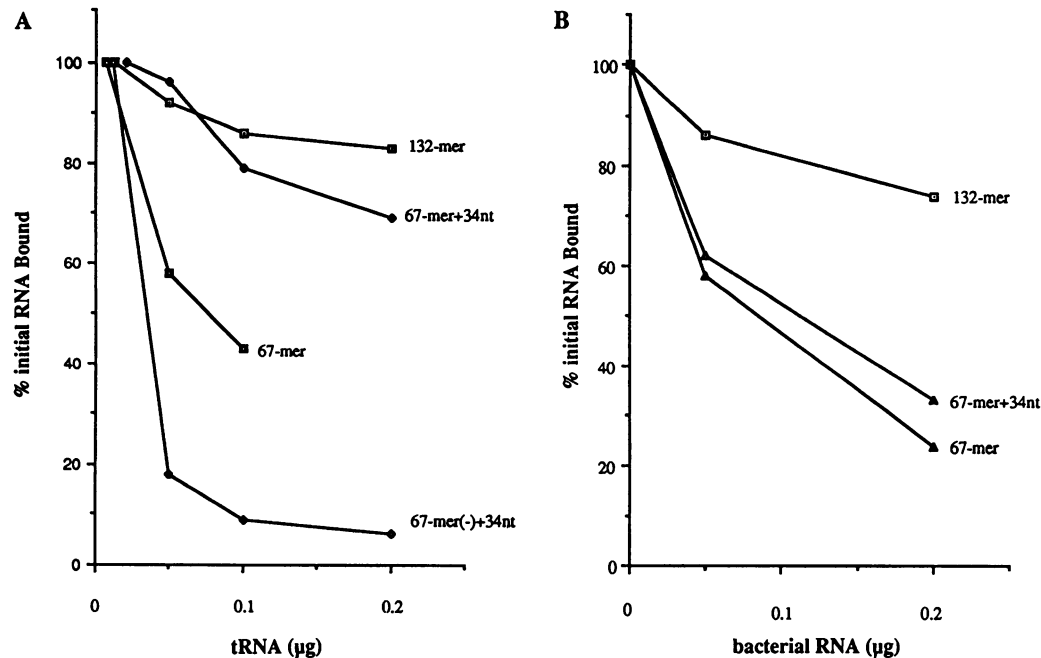 A
% initial RNA Bound
100
80
60
40
20
0
0
0.1
0.2
tRNA (µg)
132-mer
67-mer+34nt
67-mer
67-mer(-)+34nt
B
% initial RNA Bound
100
80
60
40
20
0
0
0.1
0.2
bacterial RNA (µg)
132-mer
67-mer+34nt
67-mer